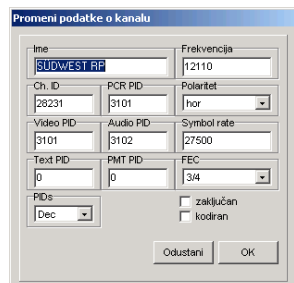 Promeni podatke o kanalu
Ime Frekvencija
SÜDWEST RP 12110
Ch. ID PCR PID Polaritet
28231 3101 hor
Video PID Audio PID Symbol rate
3101 3102 27500
Text PID PMT PID FEC
0 0 3/4
PIDs zaključan
Dec kodiran
Odustani OK